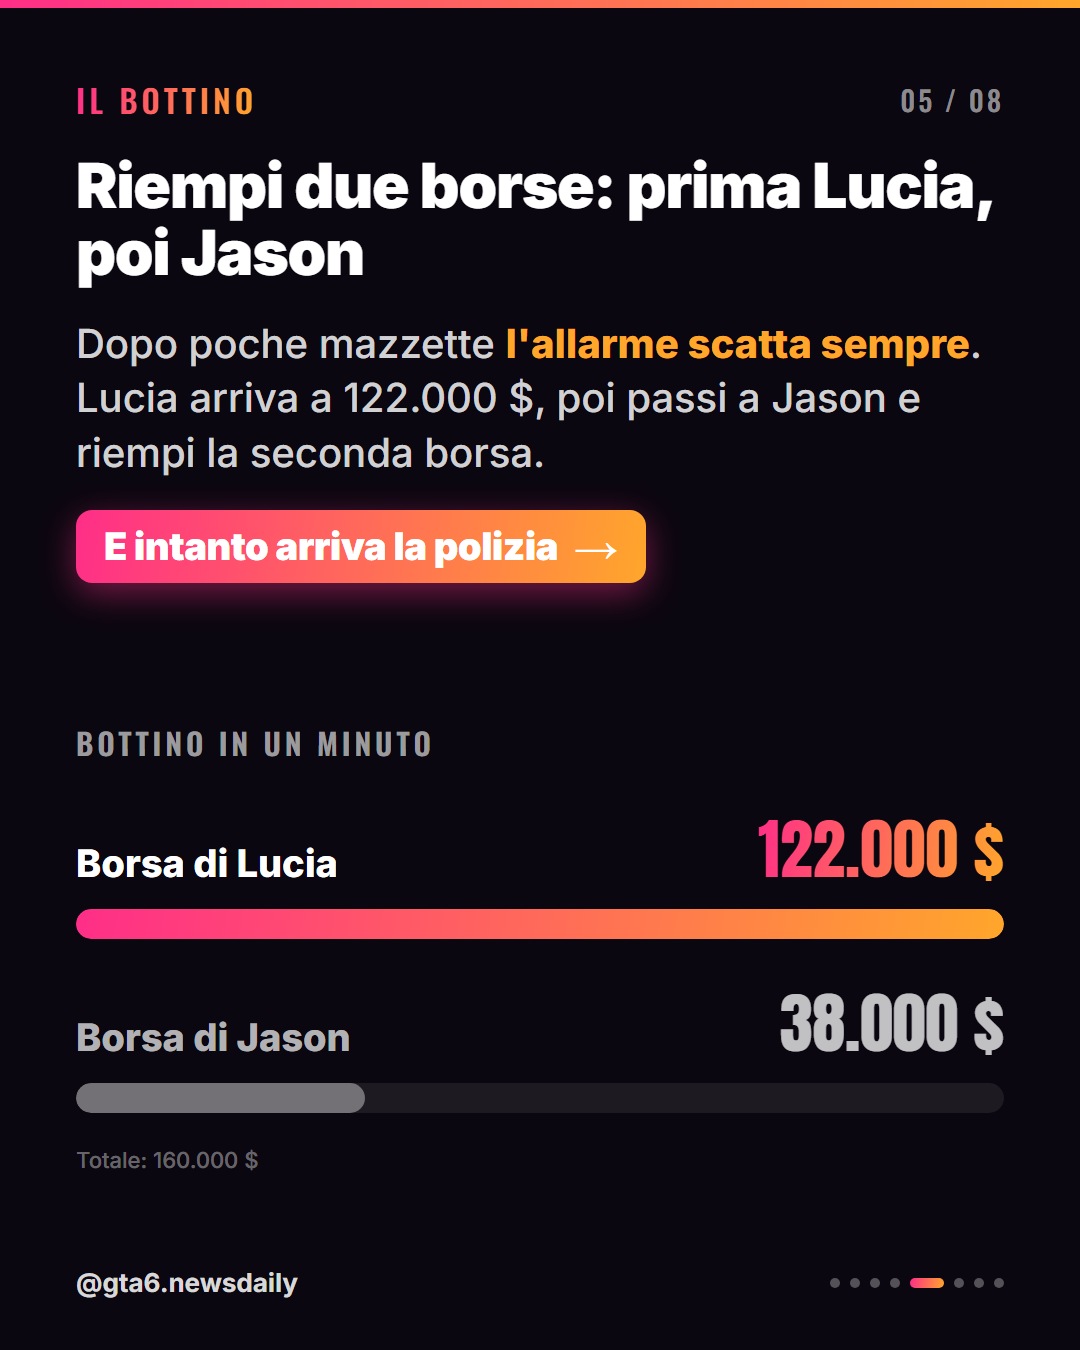 IL BOTTINO
05 / 08
Riempi due borse: prima Lucia,
poi Jason
Dopo poche mazzette l'allarme scatta sempre.
Lucia arriva a 122.000 $, poi passi a Jason e
riempi la seconda borsa.
E intanto arriva la polizia →
BOTTINO IN UN MINUTO
Borsa di Lucia
122.000 $
Borsa di Jason
38.000 $
Totale: 160.000 $
@gta6.newsdaily